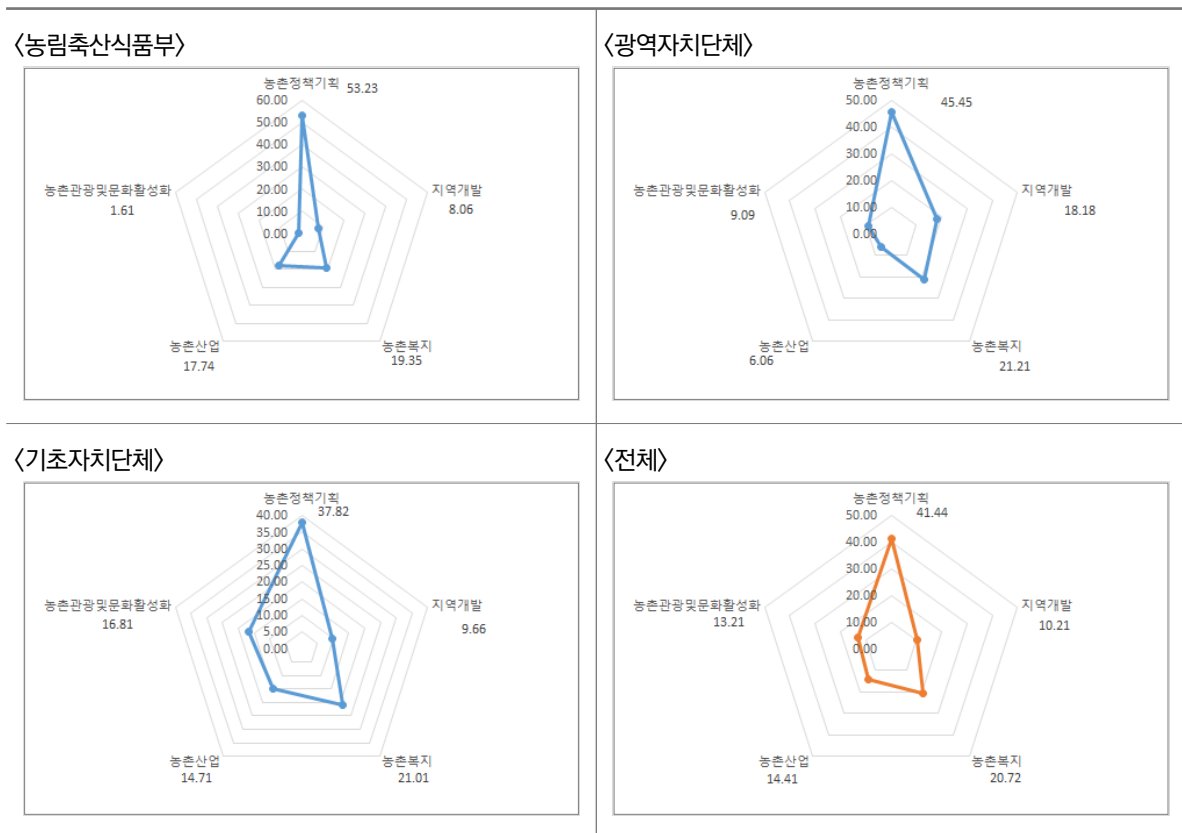 〈농림축산식품부〉
농촌정책기획 53.23
60.00
50.00
40.00
30.00
20.00
10.00
0.00
농촌관광및문화활성화
1.61
지역개발
8.06
농촌산업
17.74
농촌복지
19.35
〈광역자치단체〉
농촌정책기획
45.45
50.00
40.00
30.00
20.00
10.00
0.00
농촌관광및문화활성화
9.09
지역개발
18.18
농촌산업
6.06
농촌복지
21.21
〈기초자치단체〉
농촌정책기획
37.82
40.00
35.00
30.00
25.00
20.00
15.00
10.00
5.00
0.00
농촌관광및문화활성화
16.81
지역개발
9.66
농촌산업
14.71
농촌복지
21.01
〈전체〉
농촌정책기획
41.44
50.00
40.00
30.00
20.00
10.00
0.00
농촌관광및문화활성화
13.21
지역개발
10.21
농촌산업
14.41
농촌복지
20.72